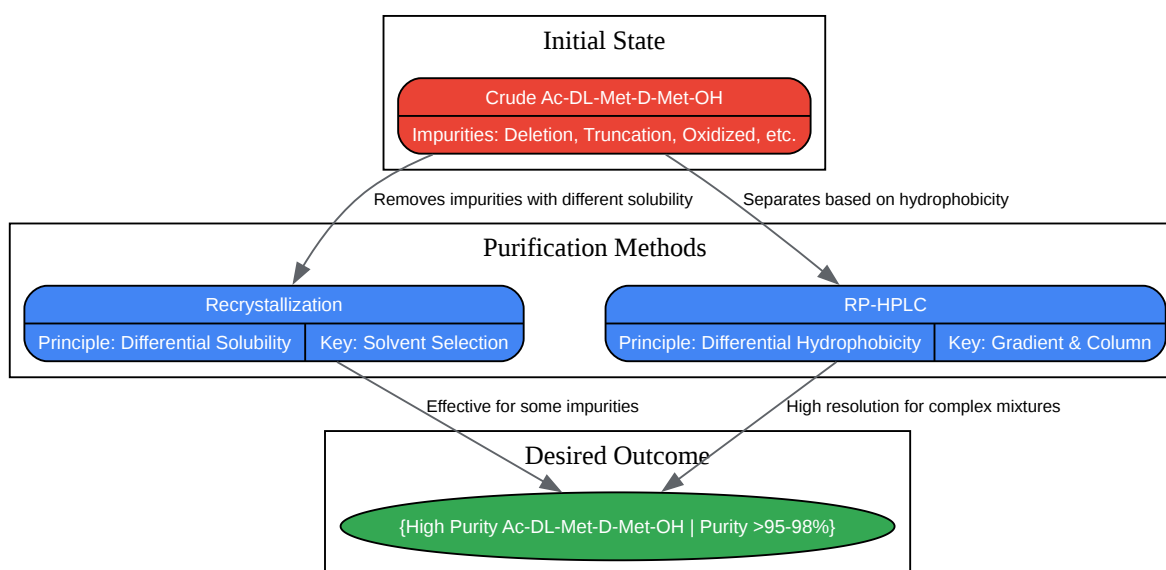 Initial State
Crude Ac-DL-Met-D-Met-OH
Impurities: Deletion, Truncation, Oxidized, etc.
Removes impurities with different solubility
Separates based on hydrophobicity
Purification Methods
Recrystallization
Principle: Differential Solubility
Key: Solvent Selection
RP-HPLC
Principle: Differential Hydrophobicity
Key: Gradient & Column
Effective for some impurities
High resolution for complex mixtures
Desired Outcome
{High Purity Ac-DL-Met-D-Met-OH | Purity >95-98%}